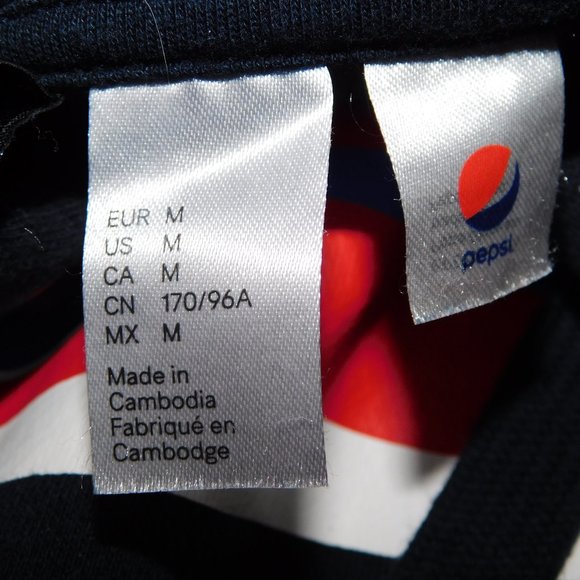 EUR M
US M
CA M
CN 170/96A
MX M
Made in
Cambodia
Fabriqué en
Cambodge
pepsi